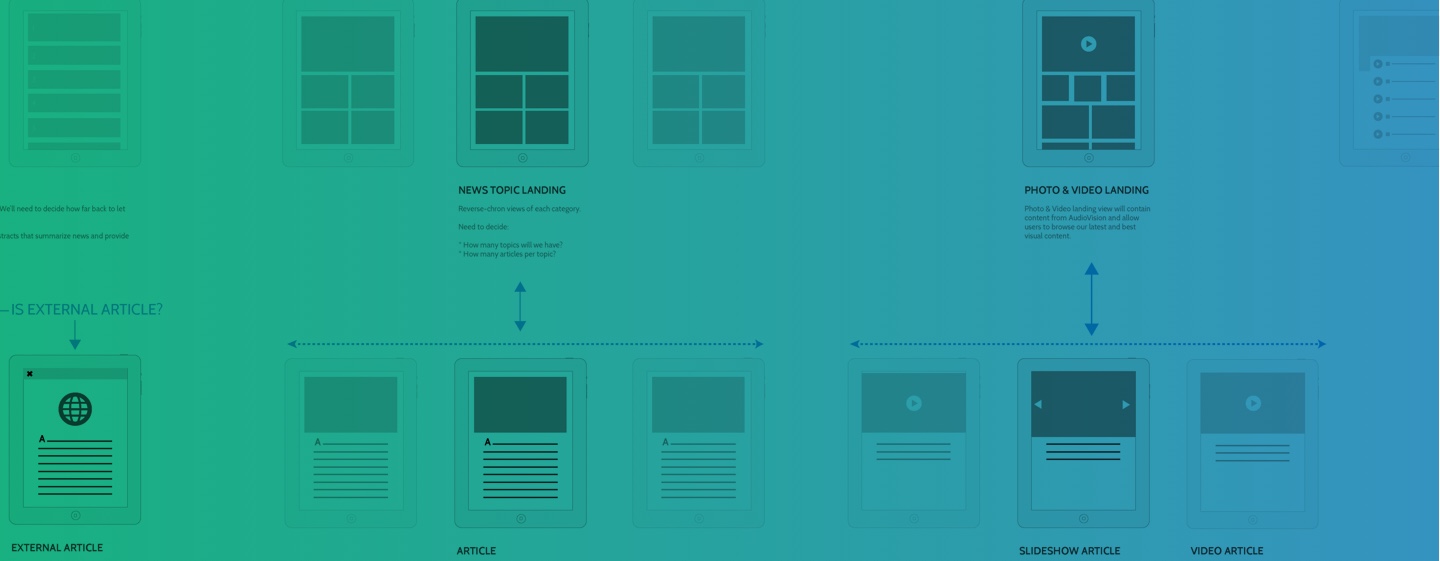 We'll need to decide how far back to let
stracts that summarize news and provide
IS EXTERNAL ARTICLE?
A
EXTERNAL ARTICLE
NEWS TOPIC LANDING
Reverse-chron views of each category.
Need to decide:
* How many topics will we have?
* How many articles per topic?
A
A
A
ARTICLE
PHOTO & VIDEO LANDING
Photo & Video landing view will contain
content from AudioVision and allow
users to browse our latest and best
visual content.
SLIDESHOW ARTICLE
VIDEO ARTICLE